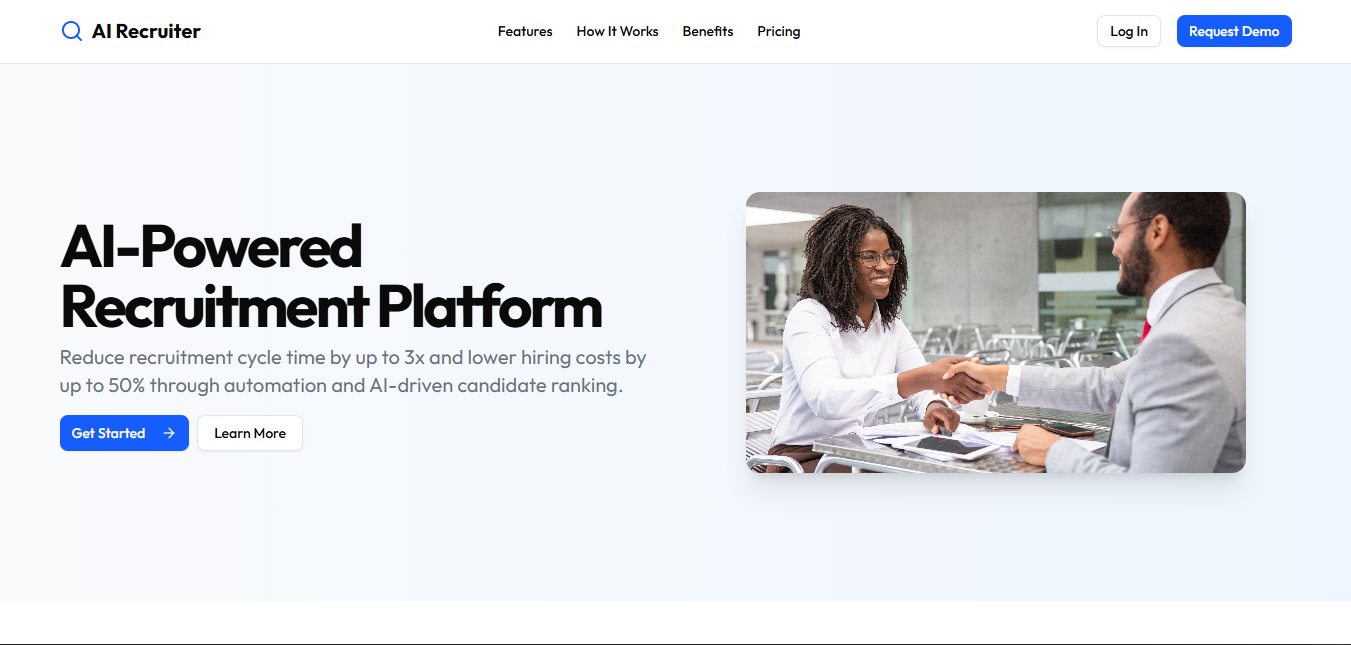 AI Recruiter
Features
How It Works
Benefits
Pricing
Log In
Request Demo
AI-Powered
Recruitment Platform
Reduce recruitment cycle time by up to 3x and lower hiring costs by
up to 50% through automation and AI-driven candidate ranking.
Get Started →
Learn More